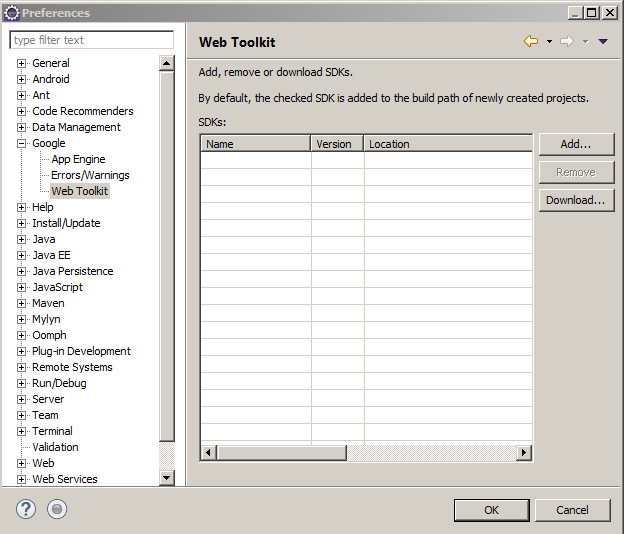 Preferences
type filter text
General
Android
Ant
Code Recommenders
Data Management
Google
App Engine
Errors/Warnings
Web Toolkit
Help
Install/Update
Java
Java EE
Java Persistence
JavaScript
Maven
Mylyn
Oomph
Plug-in Development
Remote Systems
Run/Debug
Server
Team
Terminal
Validation
Web
Web Services
Web Toolkit
Add, remove or download SDKs.
By default, the checked SDK is added to the build path of newly created projects.
SDKs:
Name Version Location
Add...
Remove
Download...
?
OK Cancel